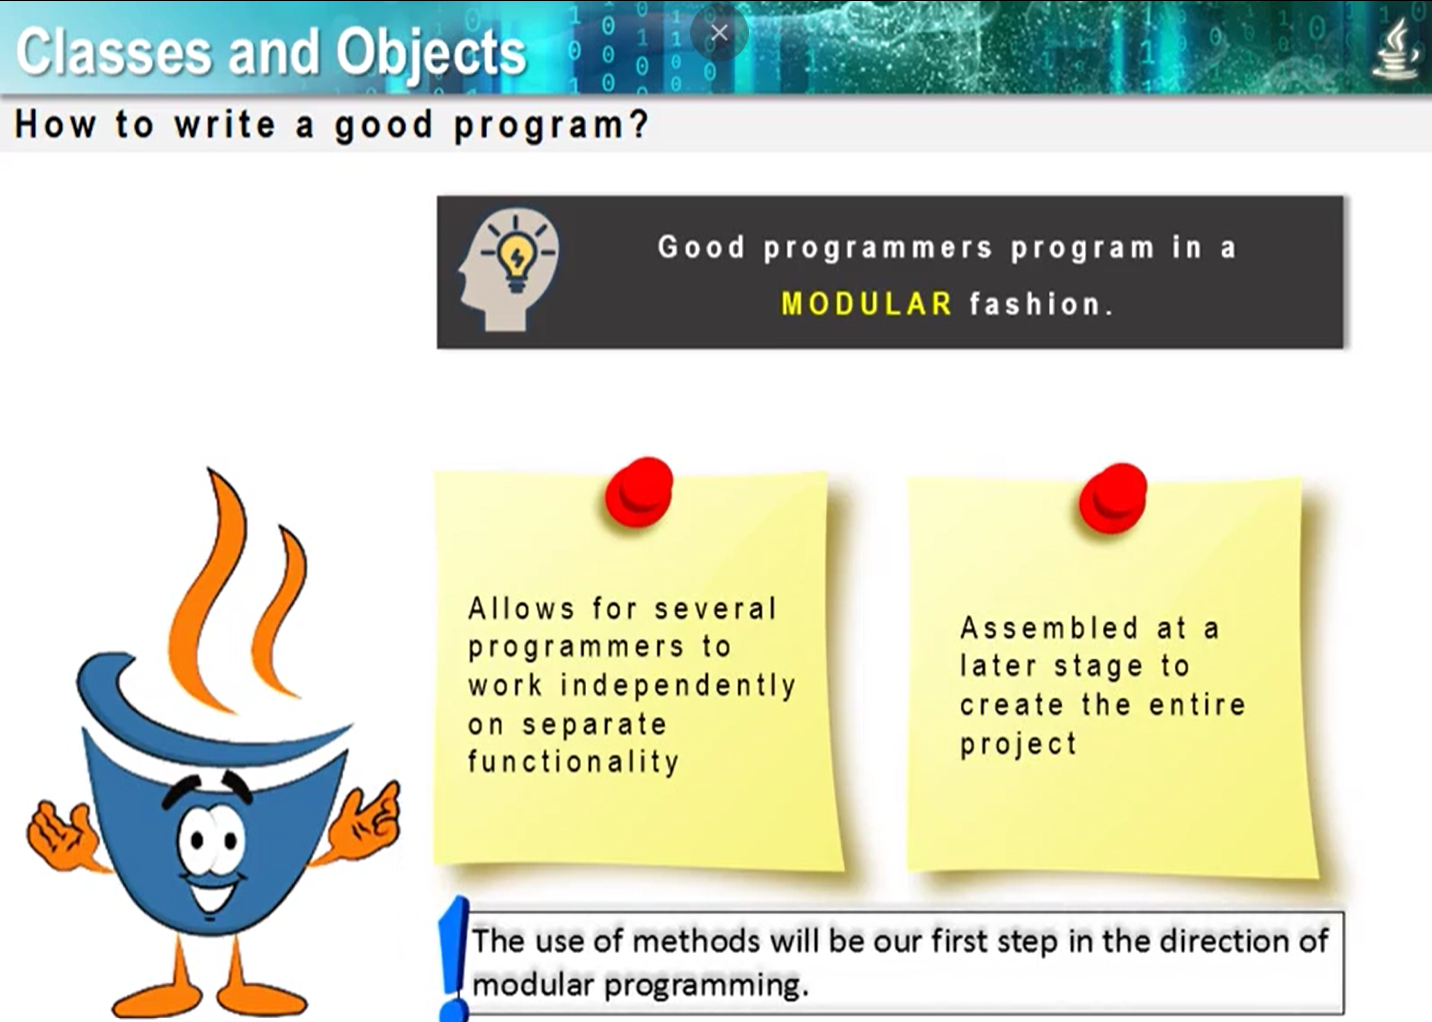 Classes and Objects
How to write a good program?
Good programmers program in a
MODULAR fashion.
Allows for several
programmers to
work independently
on separate
functionality
Assembled at a
later stage to
create the entire
project
The use of methods will be our first step in the direction of
modular programming.